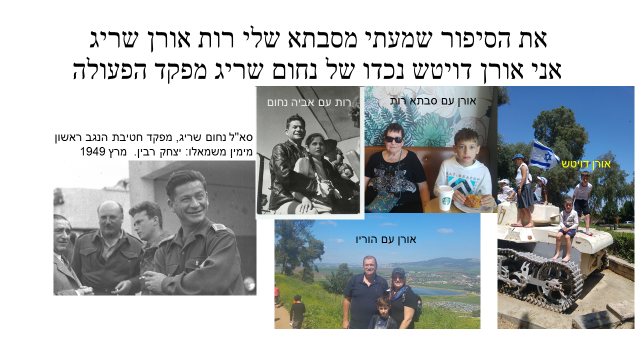 את הסיפור שמעתי מסבתא שלי רות אורן שריג
אני אורן דויטש נכדו של נחום שריג מפקד הפעולה
סא"ל נחום שריג, מפקד חטיבת הנגב ראשון
מימין משמאלו: יצחק רבין. מרץ 1949
רות עם אביה נחום
אורן עם סבתא רות
אורן דויטש
אורן עם הוריו